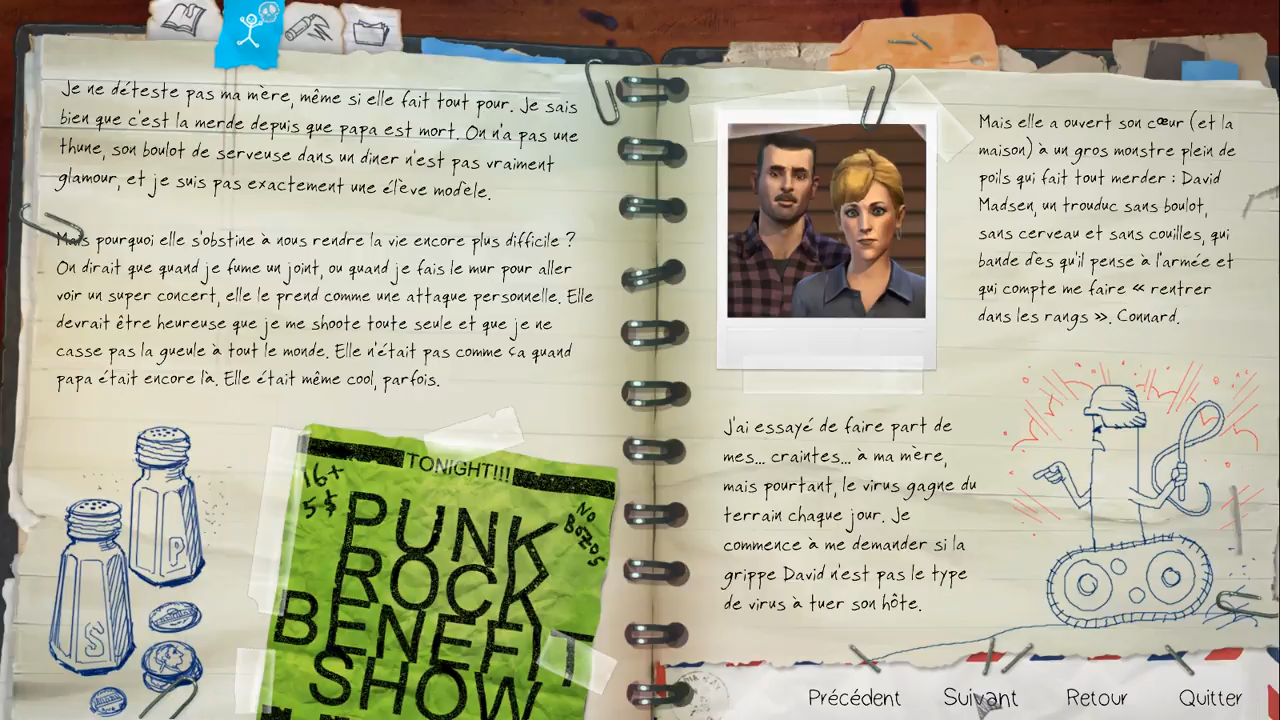 Je ne déteste pas ma mère, même si elle fait tout pour. Je sais
bien que c'est la merde depuis que papa est mort. On n'a pas une
thune, son boulot de serveuse dans un diner n'est pas vraiment
glamour, et je suis pas exactement une élève modèle.
Mais pourquoi elle s'obstine à nous rendre la vie encore plus difficile ?
On dirait que quand je fume un joint, ou quand je fais le mur pour aller
voir un super concert, elle le prend comme une attaque personnelle. Elle
devrait être heureuse que je me shoote toute seule et que je ne
casse pas la gueule à tout le monde. Elle n'était pas comme ça quand
papa était encore là. Elle était même cool, parfois.
P
S
TONIGHT!!!
16+
5$
NO
BOZOS
PUNK
ROCK
BENEFIT
SHOW
Mais elle a ouvert son cœur (et la
maison) à un gros monstre plein de
poils qui fait tout merder : David
Madsen, un trouduc sans boulot,
sans cerveau et sans couilles, qui
bande dès qu'il pense à l'armée et
qui compte me faire « rentrer
dans les rangs ». Connard.
J'ai essayé de faire part de
mes... craintes... à ma mère,
mais pourtant, le virus gagne du
terrain chaque jour. Je
commence à me demander si la
grippe David n'est pas le type
de virus à tuer son hôte.
Précédent
Suivant
Retour
Quitter